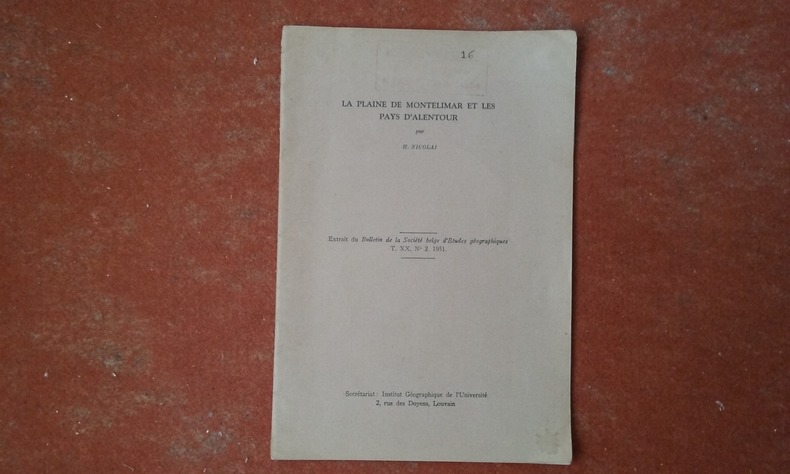 16
LA PLAINE DE MONTELIMAR ET LES
PAYS D'ALENTOUR
par
H. NICOLAI
Extrait du Bulletin de la Société belge d'Etudes géographiques
T. XX, N° 2. 1951.
Secrétariat : Institut Géographique de l'Université
2, rue des Doyens, Louvain